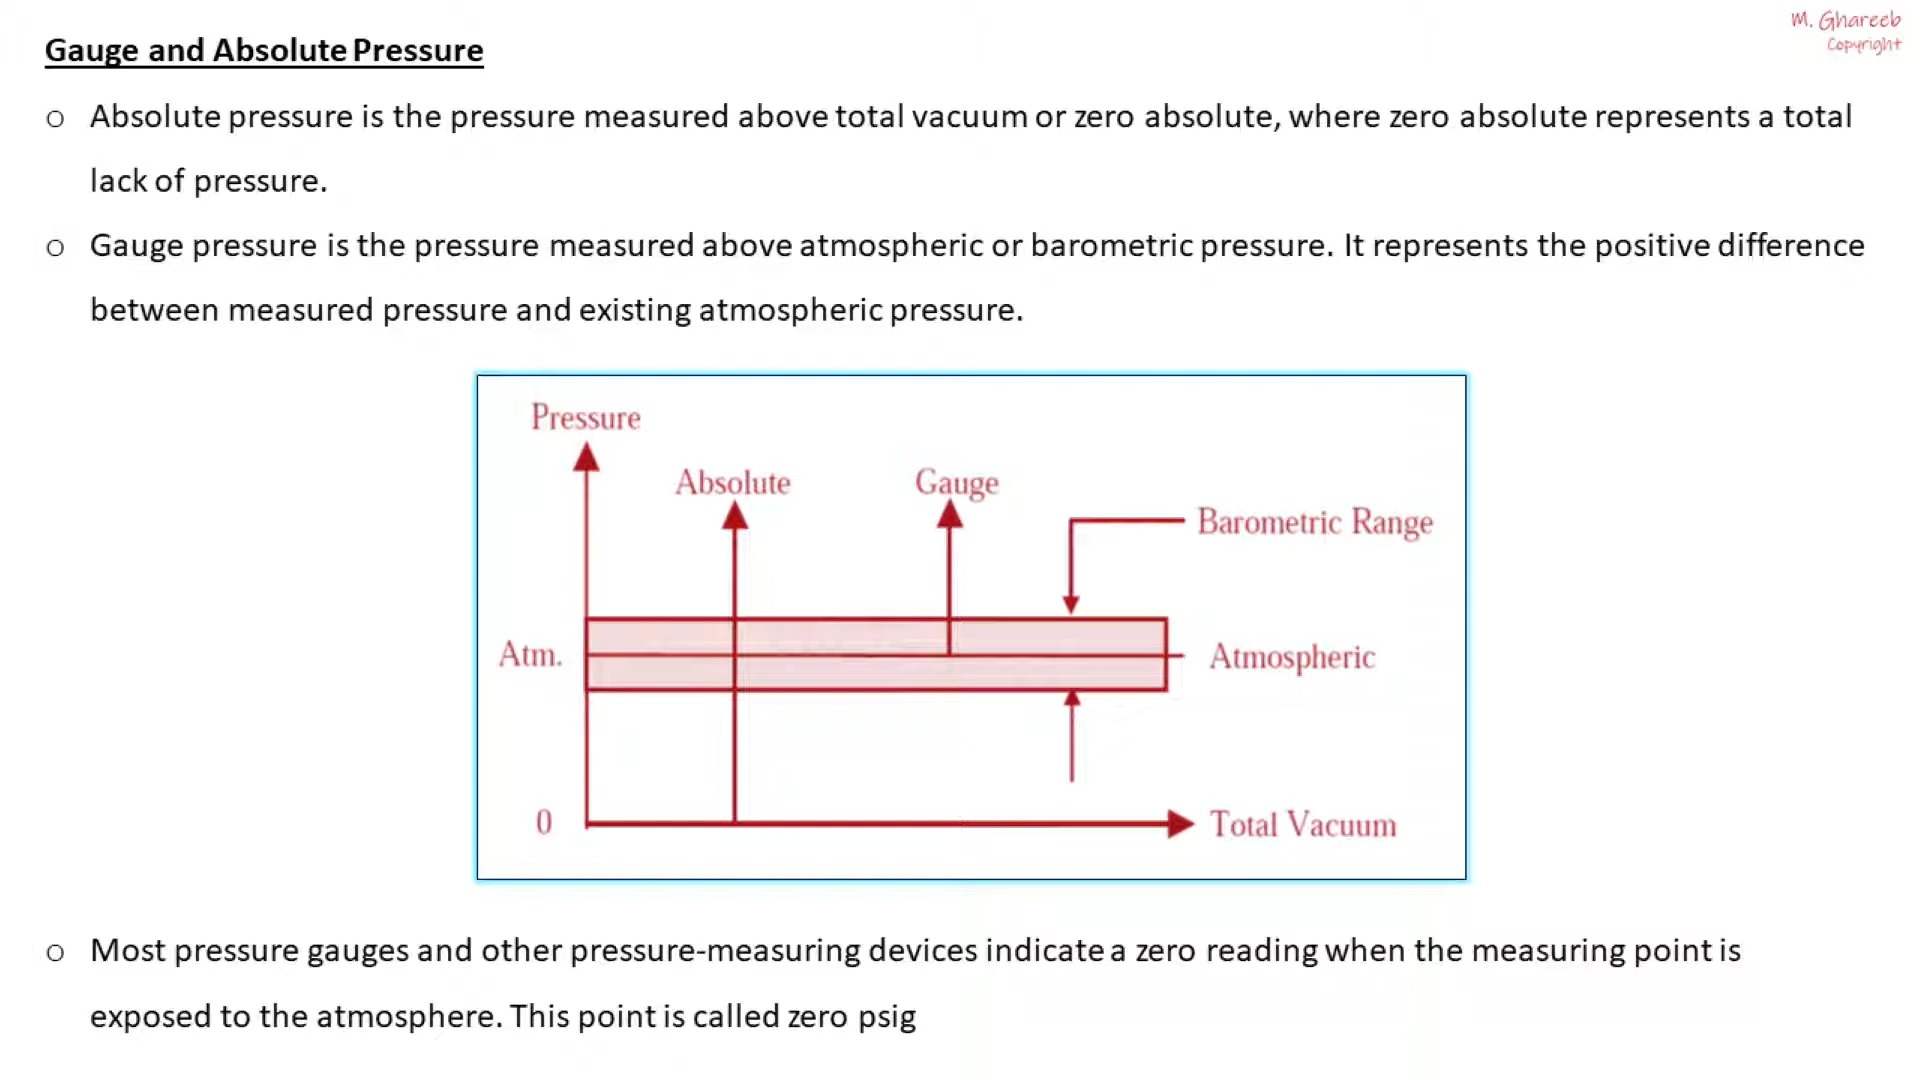 M. Ghareeb
Copyright
Gauge and Absolute Pressure
o Absolute pressure is the pressure measured above total vacuum or zero absolute, where zero absolute represents a total
lack of pressure.
o Gauge pressure is the pressure measured above atmospheric or barometric pressure. It represents the positive difference
between measured pressure and existing atmospheric pressure.
Pressure
Absolute
Gauge
Barometric Range
Atm.
Atmospheric
0
Total Vacuum
o Most pressure gauges and other pressure-measuring devices indicate a zero reading when the measuring point is
exposed to the atmosphere. This point is called zero psig